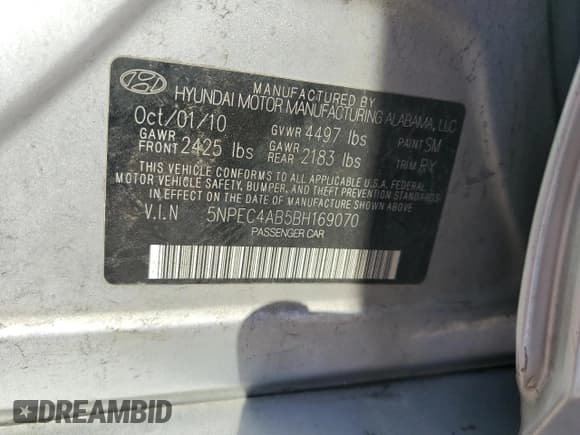 MANUFACTURED BY
HYUNDAI MOTOR MANUFACTURING ALABAMA, LLC
Oct/01/10 GVWR 4497 lbs PAINT SM
GAWR FRONT 2425 lbs GAWR REAR 2183 lbs TRIM RY
THIS VEHICLE CONFORMS TO ALL APPLICABLE U.S.A. FEDERAL
MOTOR VEHICLE SAFETY, BUMPER, AND THEFT PREVENTION STANDARDS
IN EFFECT ON THE DATE OF MANUFACTURE SHOWN ABOVE.
V.I.N 5NPEC4AB5BH169070
PASSENGER CAR
DREAMBID